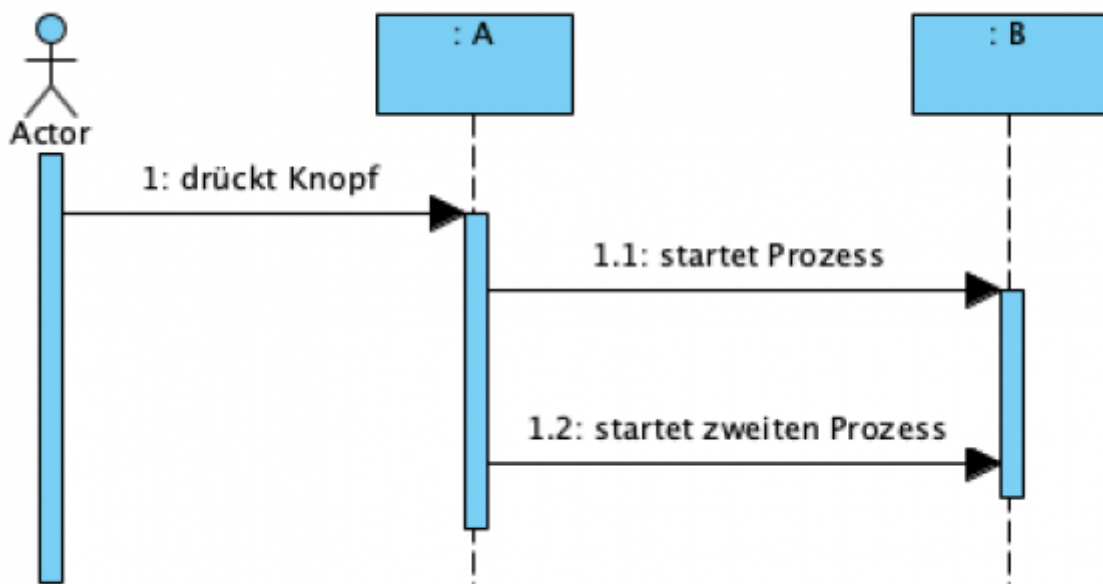 : A
: B
Actor
1: drückt Knopf
1.1: startet Prozess
1.2: startet zweiten Prozess